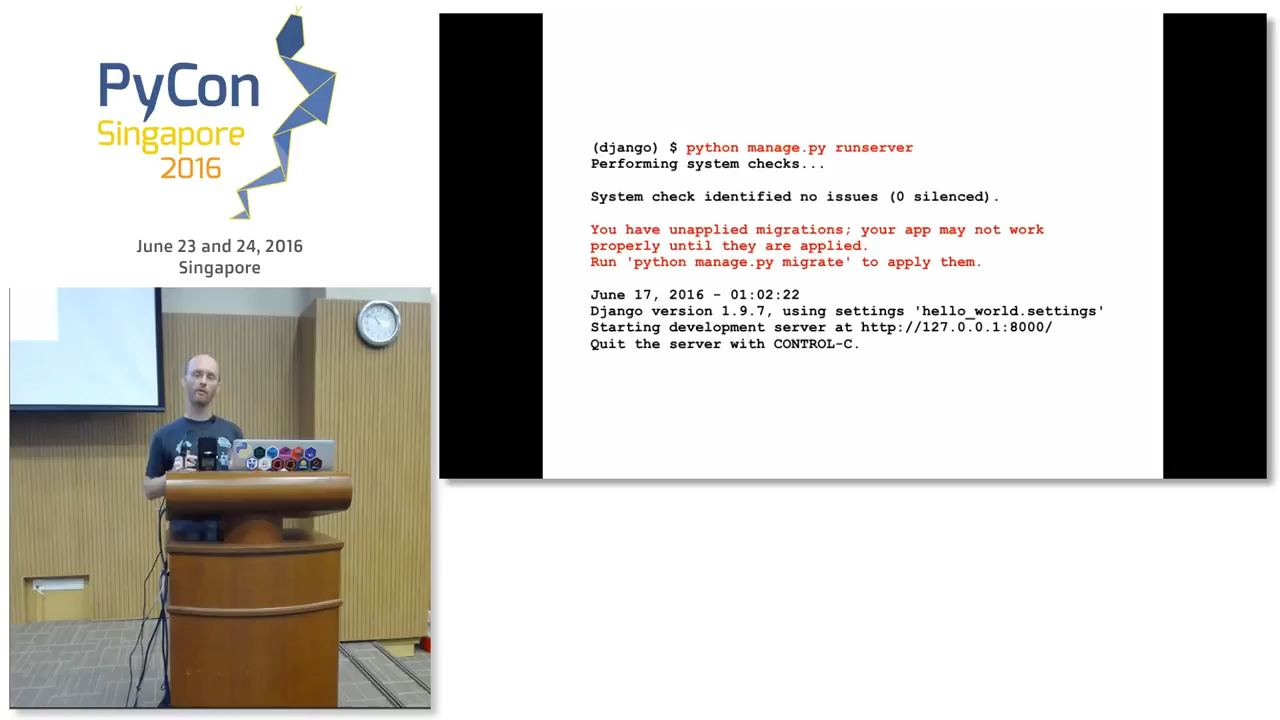 PyCon
Singapore
2016
June 23 and 24, 2016
Singapore
(django) $ python manage.py runserver
Performing system checks...
System check identified no issues (0 silenced).
You have unapplied migrations; your app may not work
properly until they are applied.
Run 'python manage.py migrate' to apply them.
June 17, 2016 - 01:02:22
Django version 1.9.7, using settings 'hello_world.settings'
Starting development server at http://127.0.0.1:8000/
Quit the server with CONTROL-C.